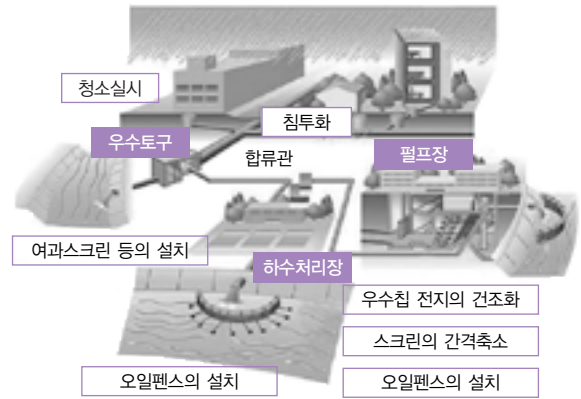 청소실시
침투화
우수토구
합류관
펄프장
여과스크린 등의 설치
하수처리장
우수칩 전지의 건조화
스크린의 간격축소
오일펜스의 설치
오일펜스의 설치